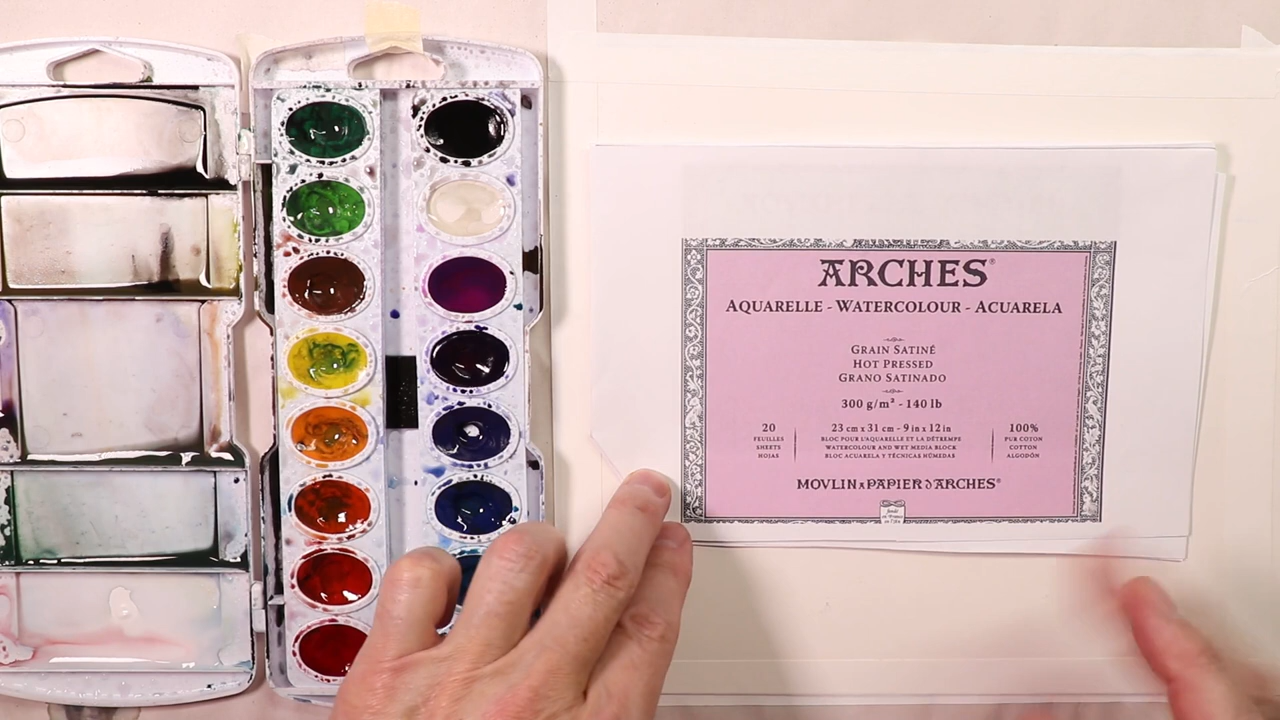 ARCHES®
AQUARELLE - WATERCOLOUR - ACUARELA
GRAIN SATINÉ
HOT PRESSED
GRANO SATINADO
300 g/m² - 140 lb
20
FEUILLES
SHEETS
HOJAS
23 cm x 31 cm - 9 in x 12 in
BLOC POUR L'AQUARELLE ET LA DÉTREMPE
WATERCOLOUR AND WET MEDIA BLOCK
BLOC ACUARELA Y TÉCNICAS HÚMEDAS
100%
PUR COTON
COTTON
ALGODÓN
MOVLIN & PAPIER D ARCHES®
fondé